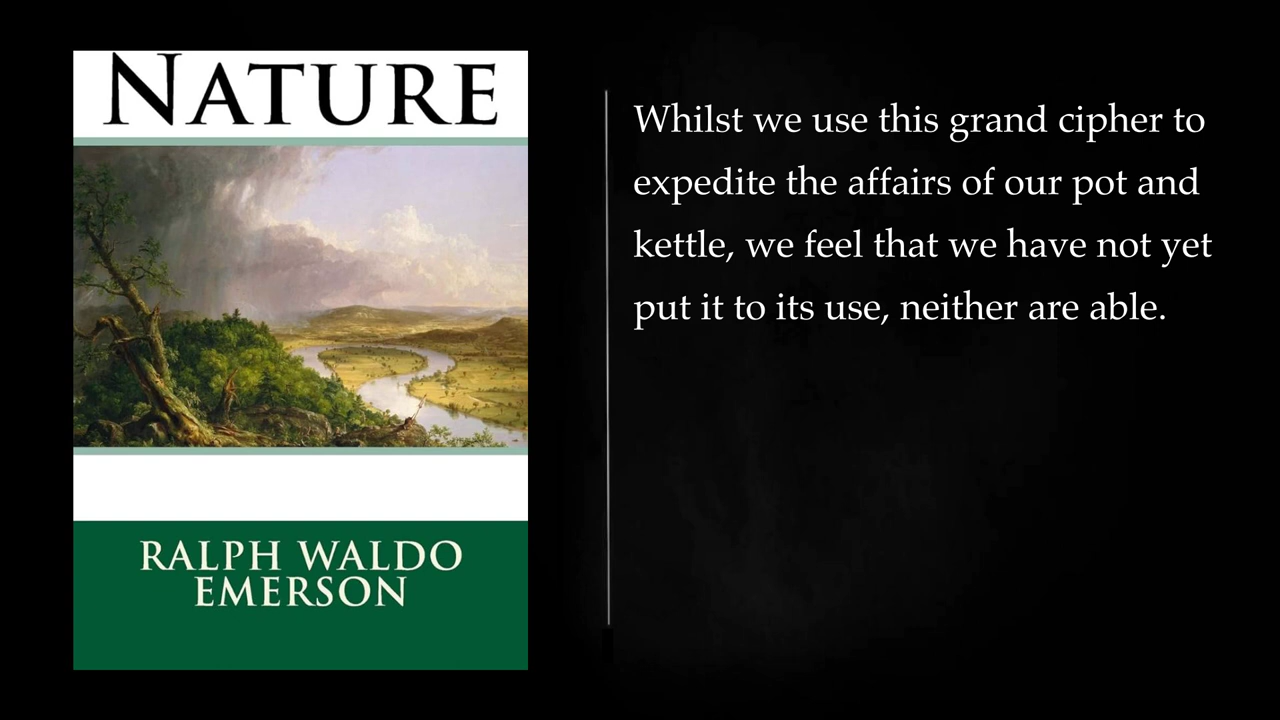 NATURE
RALPH WALDO
EMERSON
Whilst we use this grand cipher to
expedite the affairs of our pot and
kettle, we feel that we have not yet
put it to its use, neither are able.